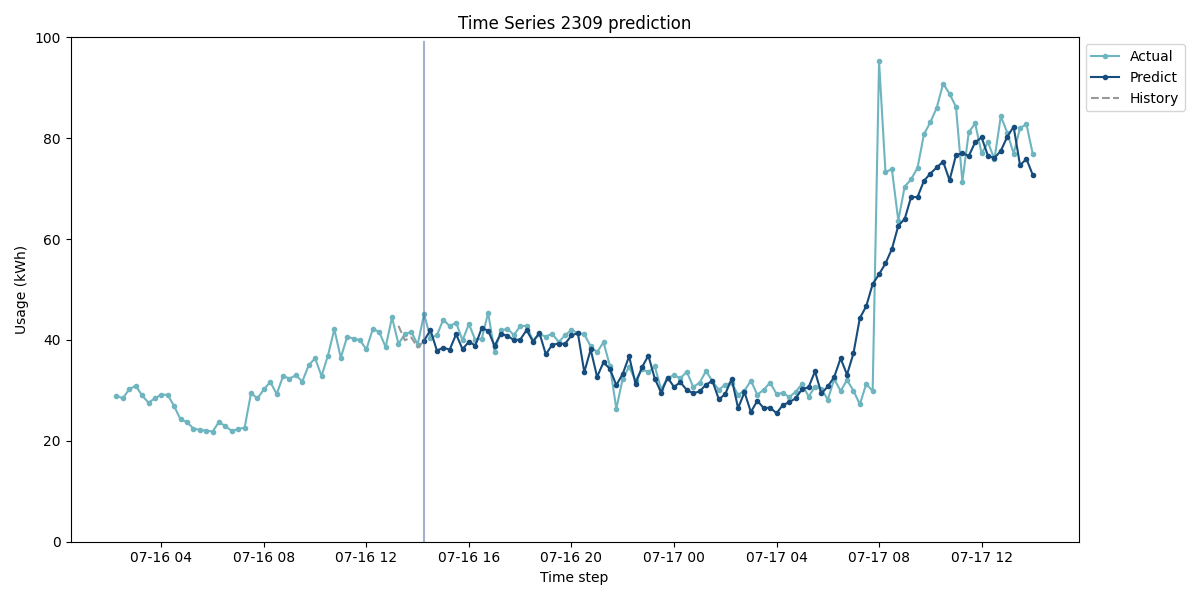 Time Series 2309 prediction
100
80
60
40
20
0
Usage (kWh)
07-16 04
07-16 08
07-16 12
07-16 16
07-16 20
07-17 00
07-17 04
07-17 08
07-17 12
Time step
Actual
Predict
History